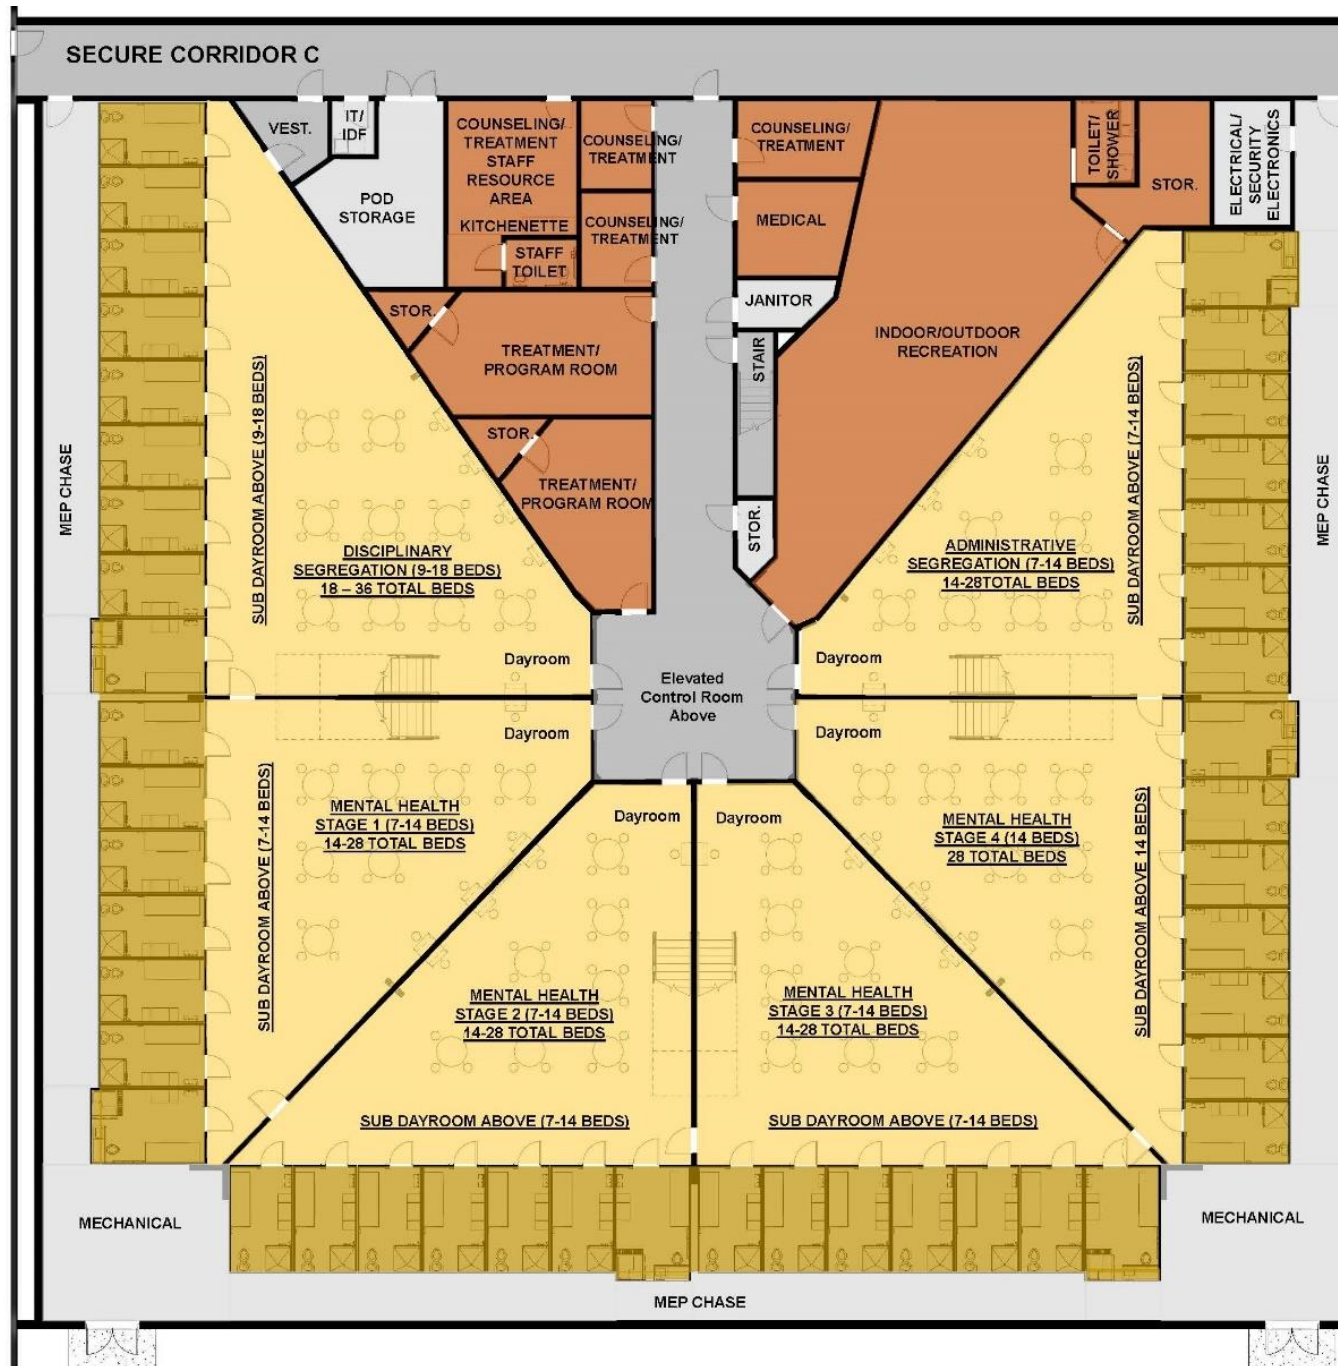 SECURE CORRIDOR C
VEST.
IT/
IDF
POD
STORAGE
COUNSELING/
TREATMENT
STAFF
RESOURCE
AREA
KITCHENETTE
STAFF
TOILET
COUNSELING/
TREATMENT
COUNSELING/
TREATMENT
COUNSELING/
TREATMENT
MEDICAL
JANITOR
STAIR
STOR.
INDOOR/OUTDOOR
RECREATION
TOILET/
SHOWER
STOR.
ELECTRICAL/
SECURITY
ELECTRONICS
STOR.
TREATMENT/
PROGRAM ROOM
STOR.
TREATMENT/
PROGRAM ROOM
MEP CHASE
SUB DAYROOM ABOVE (9-18 BEDS)
DISCIPLINARY
SEGREGATION (9-18 BEDS)
18 – 36 TOTAL BEDS
Dayroom
Elevated
Control Room
Above
Dayroom
ADMINISTRATIVE
SEGREGATION (7-14 BEDS)
14-28TOTAL BEDS
SUB DAYROOM ABOVE (7-14 BEDS)
MEP CHASE
Dayroom
MENTAL HEALTH
STAGE 1 (7-14 BEDS)
14-28 TOTAL BEDS
SUB DAYROOM ABOVE (7-14 BEDS)
Dayroom
MENTAL HEALTH
STAGE 4 (14 BEDS)
28 TOTAL BEDS
SUB DAYROOM ABOVE 14 BEDS)
Dayroom
MENTAL HEALTH
STAGE 2 (7-14 BEDS)
14-28 TOTAL BEDS
SUB DAYROOM ABOVE (7-14 BEDS)
Dayroom
MENTAL HEALTH
STAGE 3 (7-14 BEDS)
14-28 TOTAL BEDS
SUB DAYROOM ABOVE (7-14 BEDS)
MECHANICAL
MECHANICAL
MEP CHASE